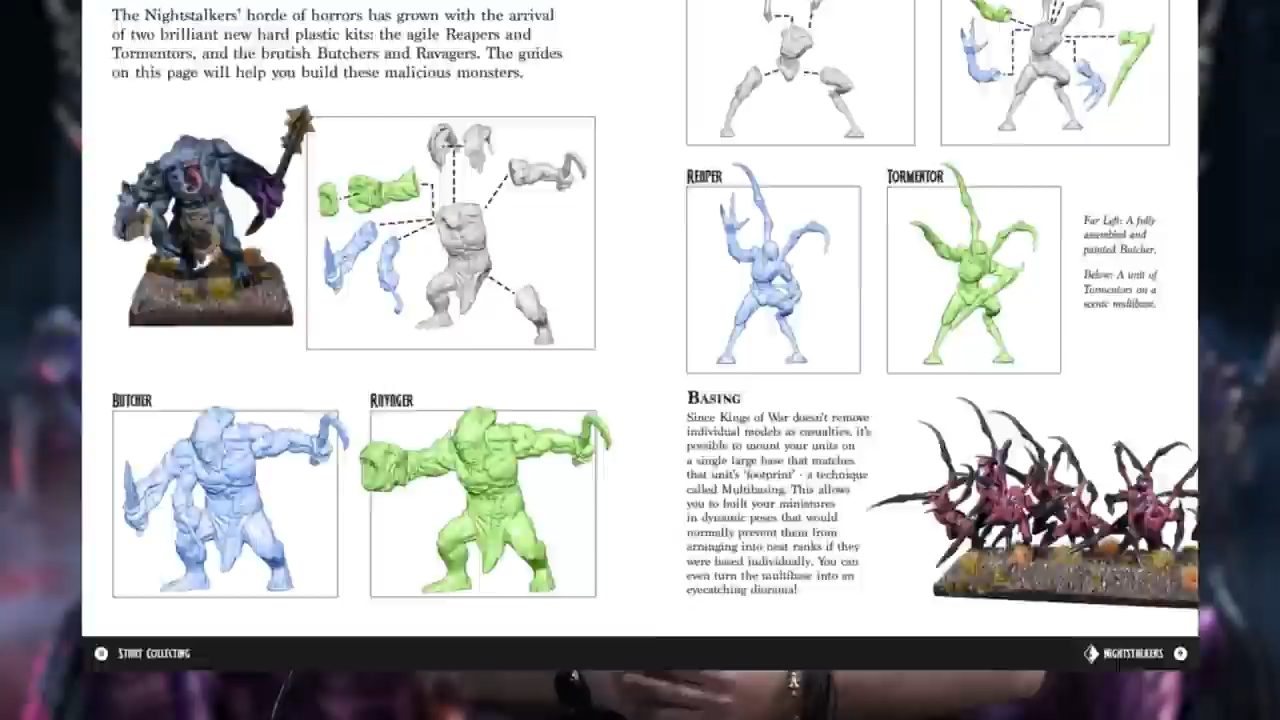 The Nightstalkers' horde of horrors has grown with the arrival
of two brilliant new hard plastic kits: the agile Reapers and
Tormentors, and the brutish Butchers and Ravagers. The guides
on this page will help you build these malicious monsters.
BUTCHER
RAVAGER
REAPER
TORMENTOR
Far Left: A fully
assembled and
painted Butcher.
Below: A unit of
Tormentors on a
scenic multibase.
BASING
Since Kings of War doesn't remove
individual models as casualties, it's
possible to mount your units on
a single large base that matches
that unit's 'footprint' - a technique
called Multibasing. This allows
you to built your miniatures
in dynamic poses that would
normally prevent them from
arranging into neat ranks if they
were based individually. You can
even turn the multibase into an
eyecatching diorama!
START COLLECTING
NIGHTSTALKERS